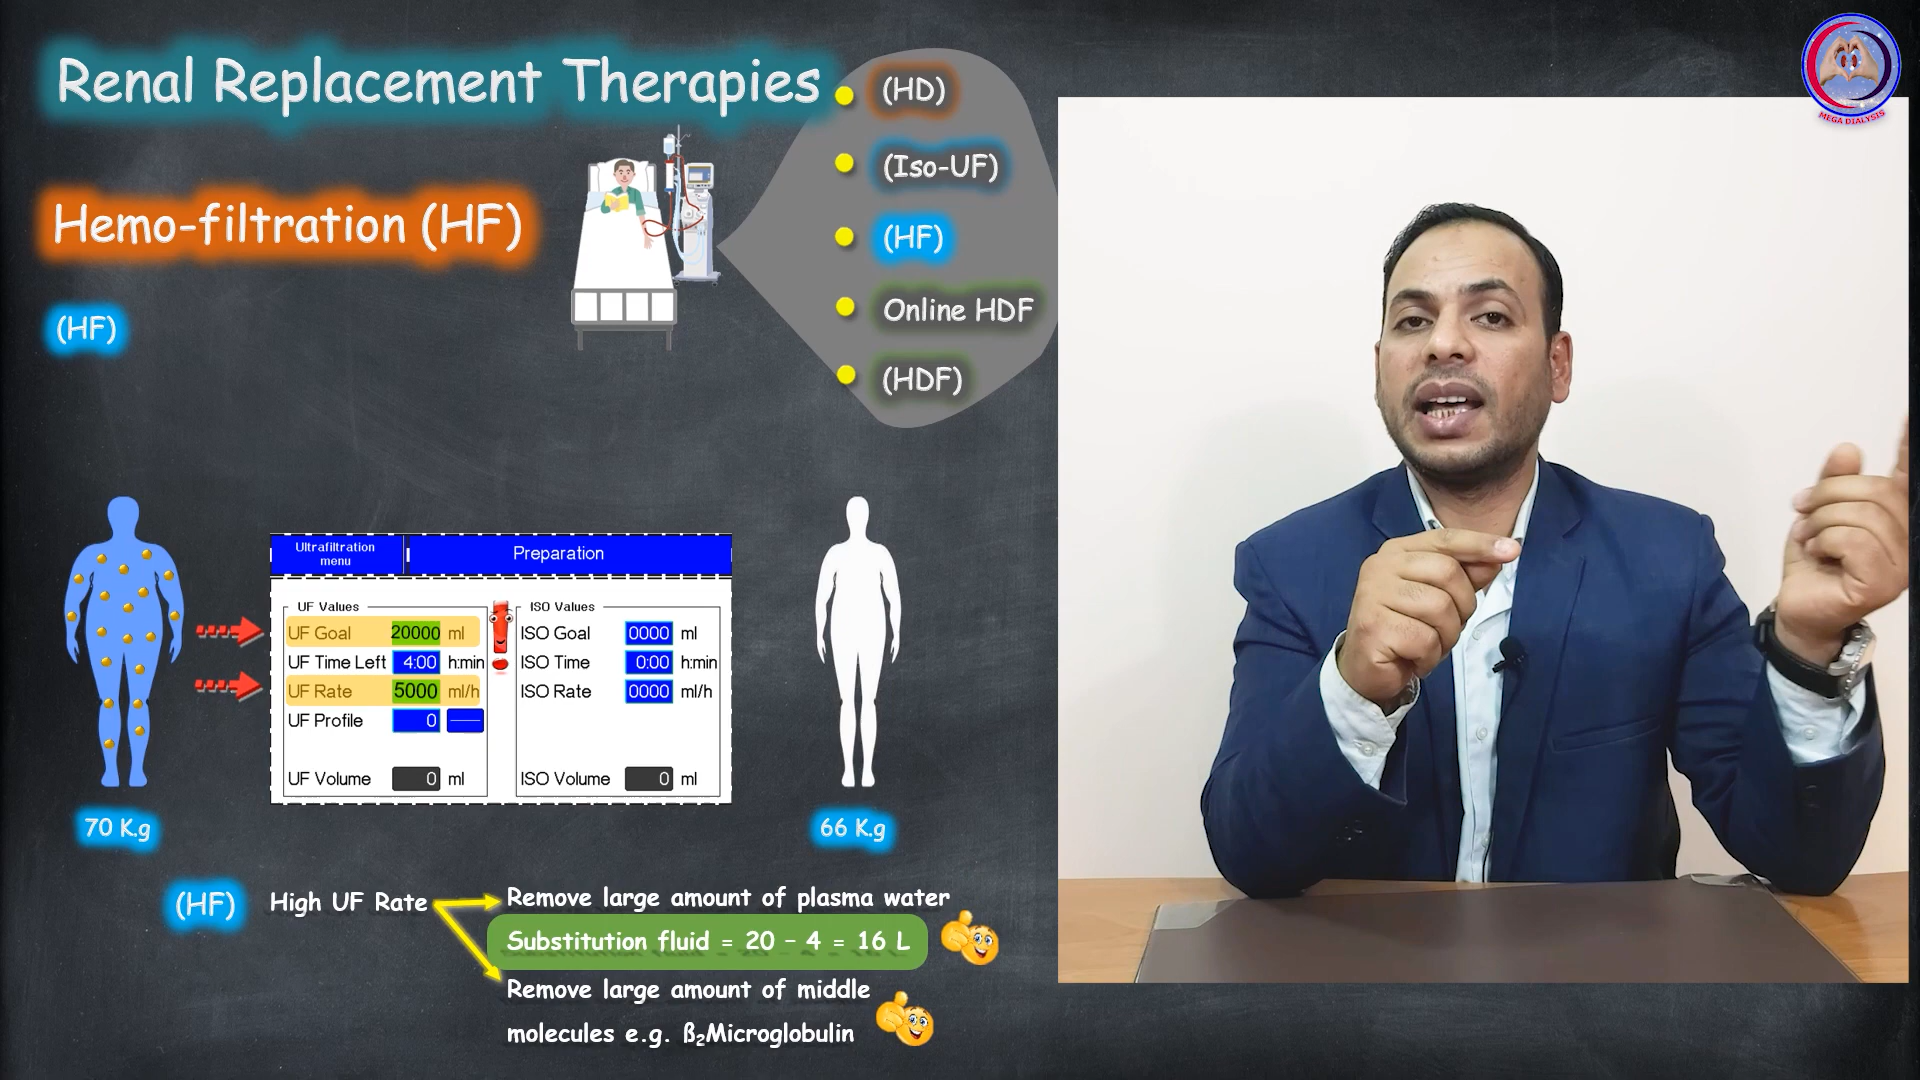 Renal Replacement Therapies
(HD)
(Iso-UF)
(HF)
Online HDF
(HDF)
MEGA DIALYSIS
Hemo-filtration (HF)
(HF)
Ultrafiltration
menu
Preparation
UF Values
UF Goal 20000 ml
UF Time Left 4:00 h:min
UF Rate 5000 ml/h
UF Profile 0
UF Volume 0 ml
ISO Values
ISO Goal 0000 ml
ISO Time 0:00 h:min
ISO Rate 0000 ml/h
ISO Volume 0 ml
70 K.g
66 K.g
(HF) High UF Rate
Remove large amount of plasma water
Substitution fluid = 20 – 4 = 16 L
Remove large amount of middle
molecules e.g. ß₂Microglobulin